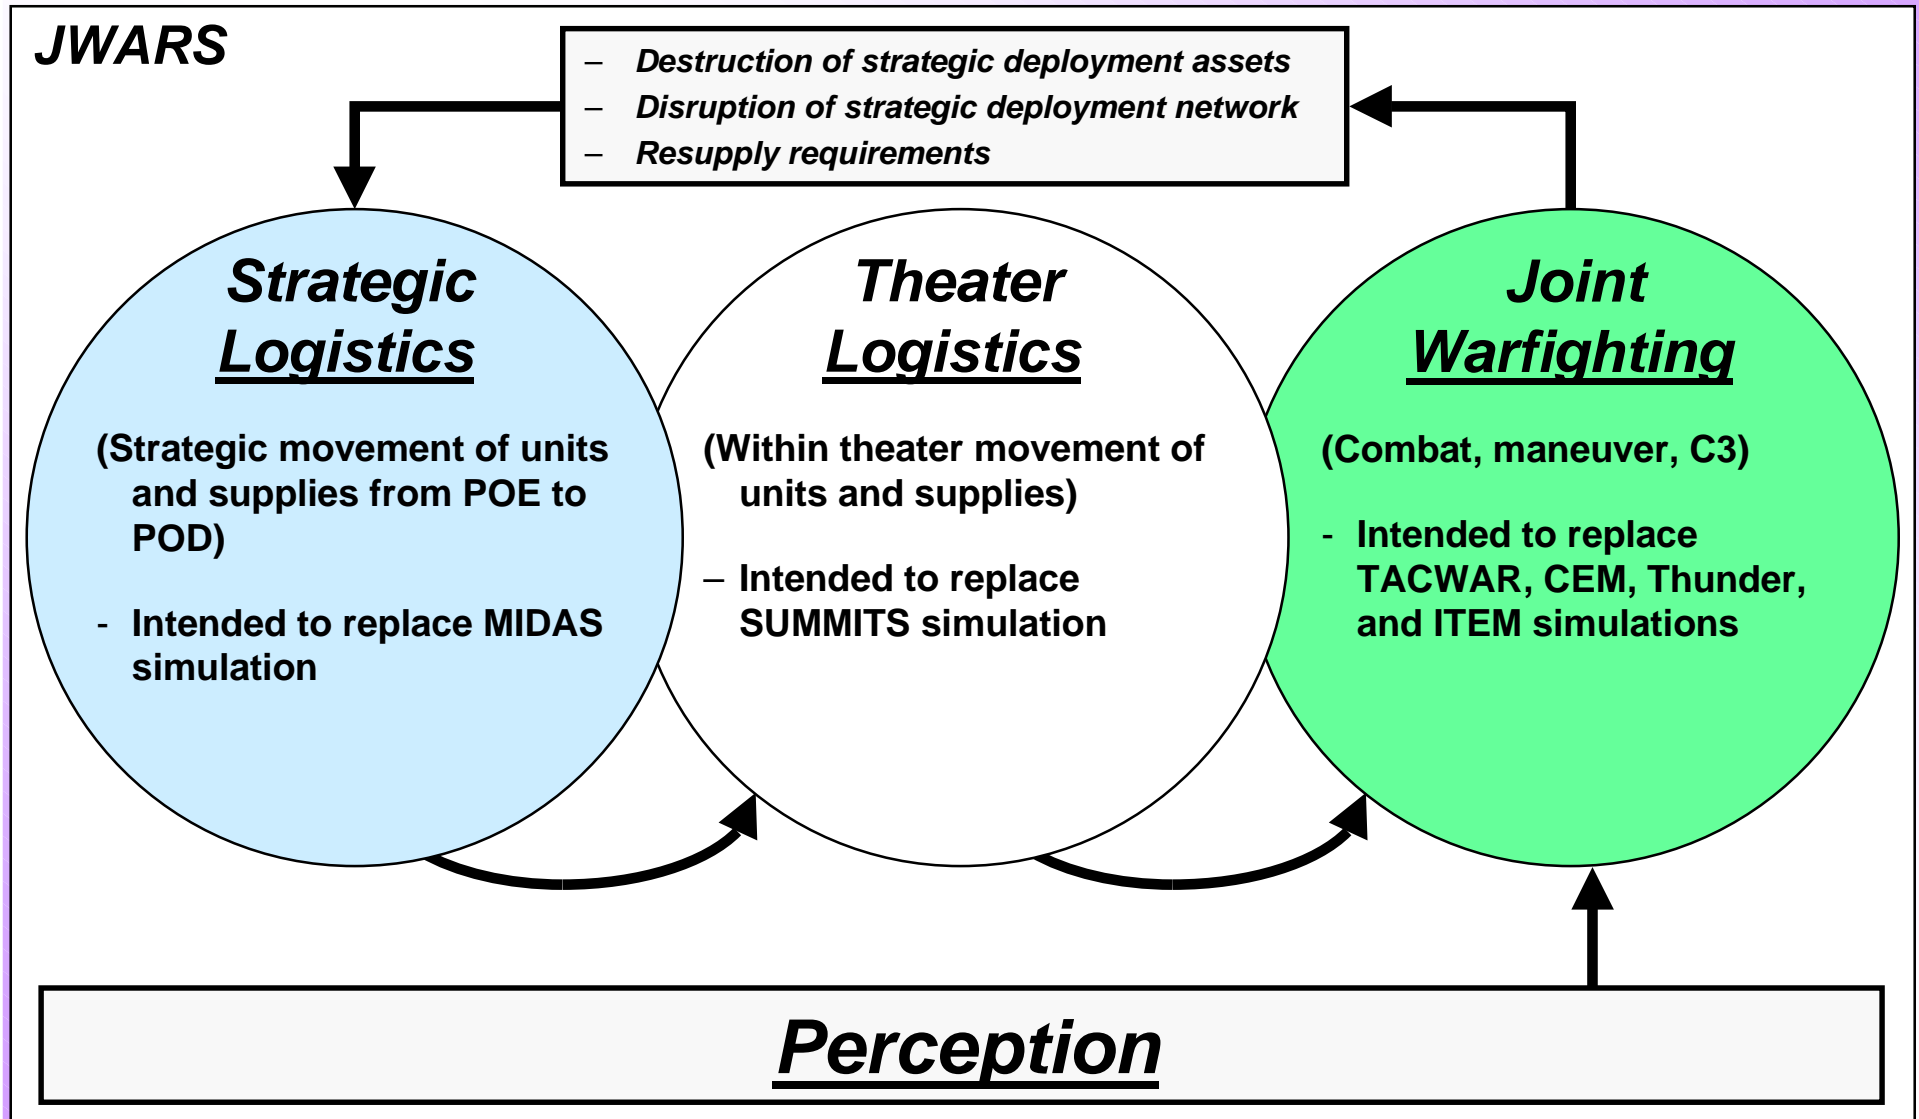 JWARS
– Destruction of strategic deployment assets
– Disruption of strategic deployment network
– Resupply requirements
Strategic
Logistics
(Strategic movement of units
and supplies from POE to
POD)
- Intended to replace MIDAS
simulation
Theater
Logistics
(Within theater movement of
units and supplies)
– Intended to replace
SUMMITS simulation
Joint
Warfighting
(Combat, maneuver, C3)
- Intended to replace
TACWAR, CEM, Thunder,
and ITEM simulations
Perception